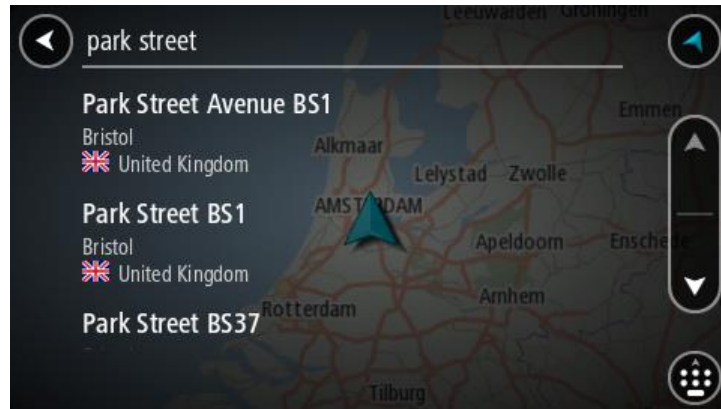 Leeuwarden Groningen
park street
Park Street Avenue BS1
Bristol
United Kingdom
Park Street BS1
Bristol
United Kingdom
Park Street BS37
Emmen
Alkmaar
Lelystad Zwolle
AMSTERDAM
Apeldoorn
Enschede
Arnhem
Rotterdam
Tilburg